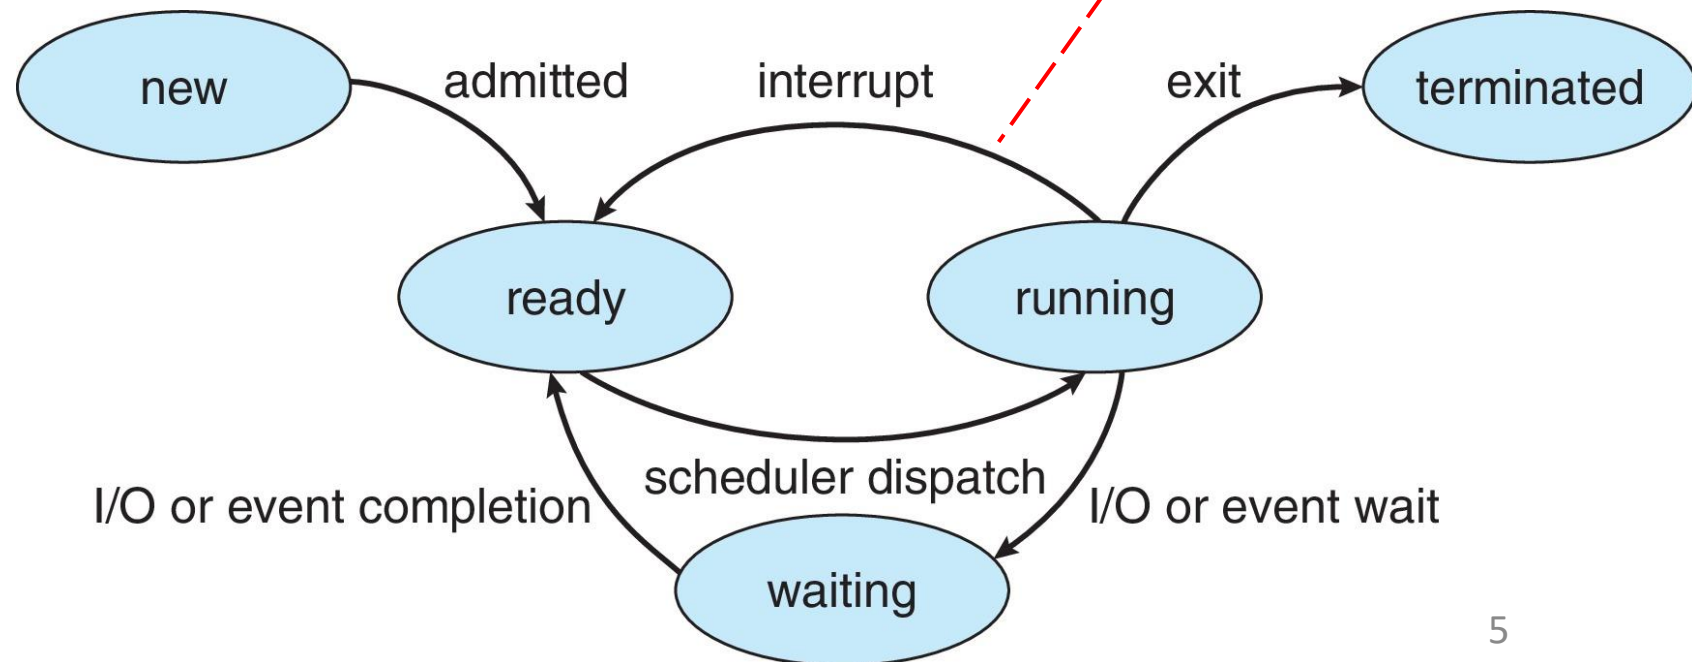 new
admitted
interrupt
exit
terminated
ready
running
scheduler dispatch
I/O or event completion
I/O or event wait
waiting
5